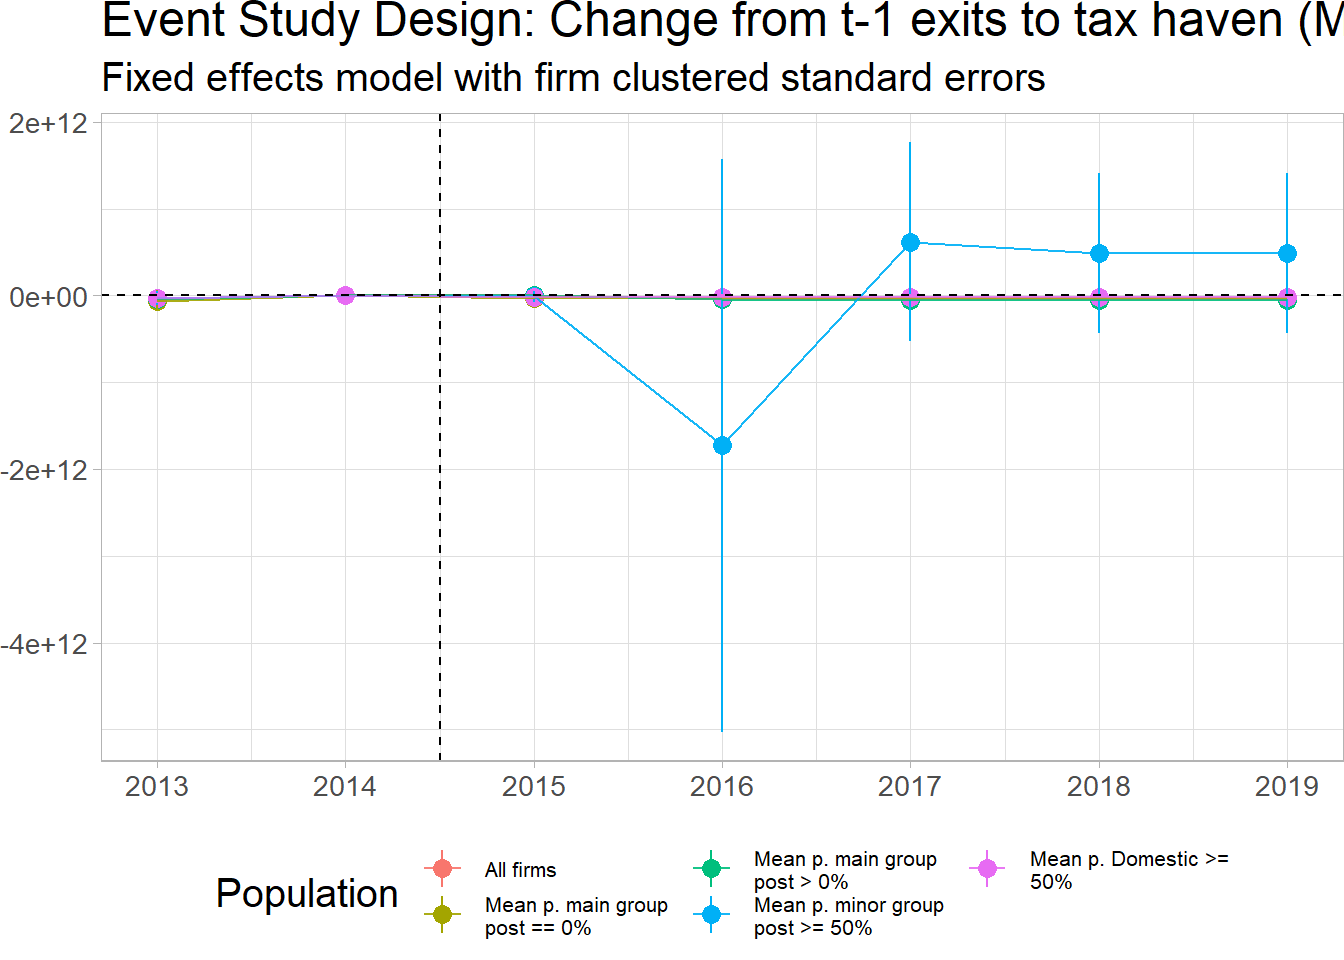 Event Study Design: Change from t-1 exits to tax haven (M
Fixed effects model with firm clustered standard errors
2e+12
0e+00
-2e+12
-4e+12
2013 2014 2015 2016 2017 2018 2019
Population
All firms
Mean p. main group
post == 0%
Mean p. main group
post > 0%
Mean p. minor group
post >= 50%
Mean p. Domestic >=
50%